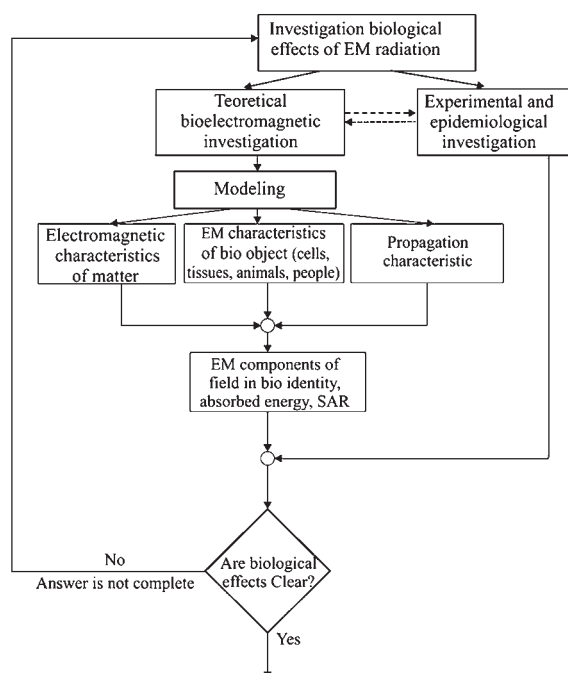 Investigation biological
effects of EM radiation
Teoretical
bioelectromagnetic
investigation
Experimental and
epidemiological
investigation
Modeling
Electromagnetic
characteristics
of matter
EM characteristics
of bio object (cells,
tissues, animals, people)
Propagation
characteristic
EM components of
field in bio identity,
absorbed energy, SAR
No
Answer is not complete
Are biological
effects Clear?
Yes